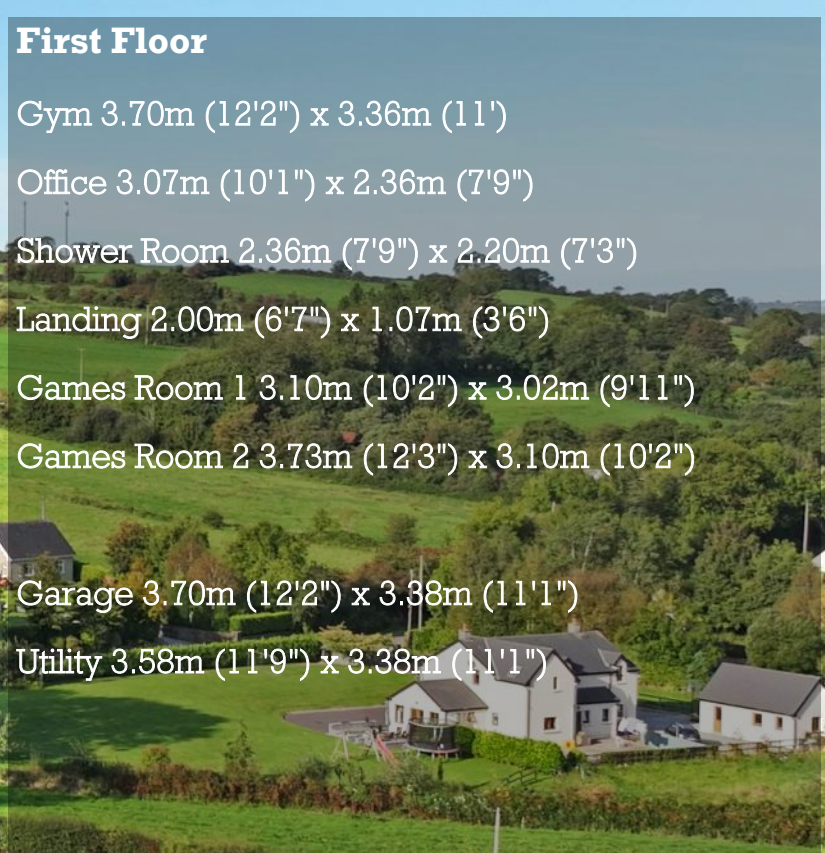 First Floor
Gym 3.70m (12'2") x 3.36m (11')
Office 3.07m (10'1") x 2.36m (7'9")
Shower Room 2.36m (7'9") x 2.20m (7'3")
Landing 2.00m (6'7") x 1.07m (3'6")
Games Room 1 3.10m (10'2") x 3.02m (9'11")
Games Room 2 3.73m (12'3") x 3.10m (10'2")
Garage 3.70m (12'2") x 3.38m (11'1")
Utility 3.58m (11'9") x 3.38m (11'1")